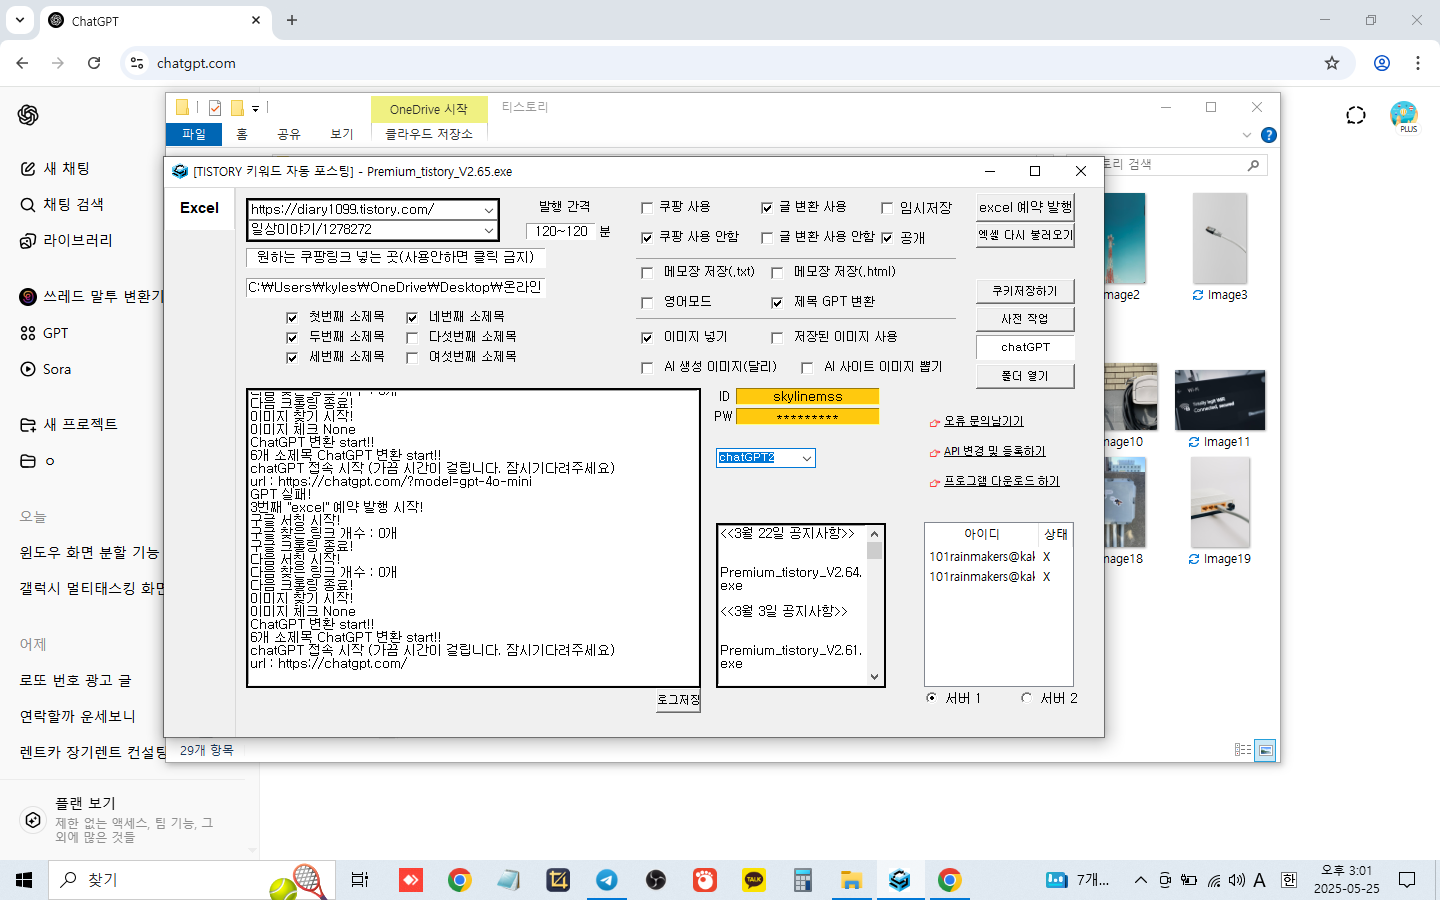 ChatGPT
chatgpt.com
새 채팅
채팅 검색
라이브러리
쓰레드 말투 변환기
GPT
Sora
새 프로젝트
ㅇ
오늘
윈도우 화면 분할 기능
갤럭시 멀티태스킹 화면
어제
로또 번호 광고 글
연락할까 운세보니
렌트카 장기렌트 컨설팅
플랜 보기
제한 없는 액세스, 팀 기능, 그
외에 많은 것들
PLUS
OneDrive 시작
티스토리
파일
홈
공유
보기
클라우드 저장소
토리 검색
mage2
Image3
mage10
Image11
mage18
Image19
29개 항목
[TISTORY 키워드 자동 포스팅] - Premium_tistory_V2.65.exe
Excel
https://diary1099.tistory.com/
일상이야기/1278272
발행 간격
120~120 분
원하는 쿠팡링크 넣는 곳(사용안하면 클릭 금지)
C:₩Users₩kyles₩OneDrive₩Desktop₩온라인
첫번째 소제목
네번째 소제목
두번째 소제목
다섯번째 소제목
세번째 소제목
여섯번째 소제목
쿠팡 사용
글 변환 사용
임시저장
쿠팡 사용 안함
글 변환 사용 안함
공개
메모장 저장(.txt)
메모장 저장(.html)
영어모드
제목 GPT 변환
이미지 넣기
저장된 이미지 사용
AI 생성 이미지(달리)
AI 사이트 이미지 뽑기
excel 예약 발행
엑셀 다시 불러오기
쿠키저장하기
사전 작업
chatGPT
폴더 열기
다음 찾은 링크 개수 : 0개
다음 크롤링 종료!
이미지 찾기 시작!
이미지 체크 None
ChatGPT 변환 start!!
6개 소제목 ChatGPT 변환 start!!
chatGPT 접속 시작 (가끔 시간이 걸립니다. 잠시기다려주세요)
url : https://chatgpt.com/?model=gpt-4o-mini
GPT 실패!
3번째 "excel" 예약 발행 시작!
구글 서칭 시작!
구글 찾은 링크 개수 : 0개
구글 크롤링 종료!
다음 서칭 시작!
다음 찾은 링크 개수 : 0개
다음 크롤링 종료!
이미지 찾기 시작!
이미지 체크 None
ChatGPT 변환 start!!
6개 소제목 ChatGPT 변환 start!!
chatGPT 접속 시작 (가끔 시간이 걸립니다. 잠시기다려주세요)
url : https://chatgpt.com/
로그저장
ID
skylinemss
PW
*********
chatGPT2
오류 문의남기기
API 변경 및 등록하기
프로그램 다운로드 하기
<<3월 22일 공지사항>>
Premium_tistory_V2.64.
exe
<<3월 3일 공지사항>>
Premium_tistory_V2.61.
exe
아이디
상태
101rainmakers@kak
X
101rainmakers@kak
X
서버 1
서버 2
찾기
TALK
7개...
A
한
오후 3:01
2025-05-25